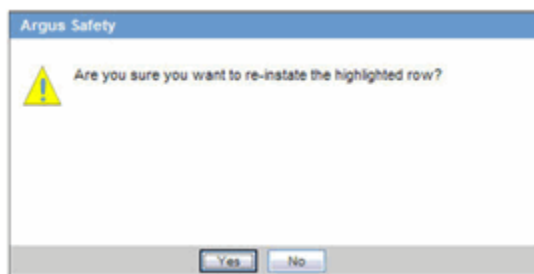 Argus Safety
Are you sure you want to re-instate the highlighted row?
Yes No